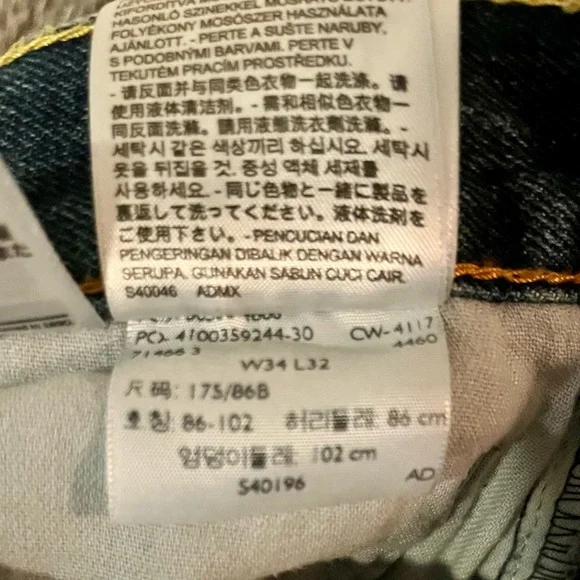 KIFORDÍTVA
HASONLÓ SZÍNEKKEL MOSHATÓ
FOLYÉKONY MOSÓSZER HASZNÁLATA
AJÁNLOTT. - PERTE A SUŠTE NARUBY,
S PODOBNÝMI BARVAMI. PERTE V
TEKUTÉM PRACÍM PROSTŘEDKU.
- 请反面并与同类色衣物一起洗涤。请
使用液体清洁剂。- 需和相似色衣物一
同反面洗滌。請用液態洗衣劑洗滌。-
세탁시 같은 색상끼리 하십시요. 세탁시
옷을 뒤집을 것. 중성 액체 세제를
사용하세요. - 同じ色物と一緒に製品を
裏返しで洗ってください。液体洗剤を
ご使用下さい。- PENCUCIAN DAN
PENGERINGAN DIBALIK DENGAN WARNA
SERUPA. GUNAKAN SABUN CUCI CAIR.
S40046 ADMX
PO: 4100359244-30 CW-4117
71466 3 4460
W34 L32
尺 码: 175/86B
호 칭: 86-102 허리둘레: 86 cm
엉덩이둘레: 102 cm
S40196 AD